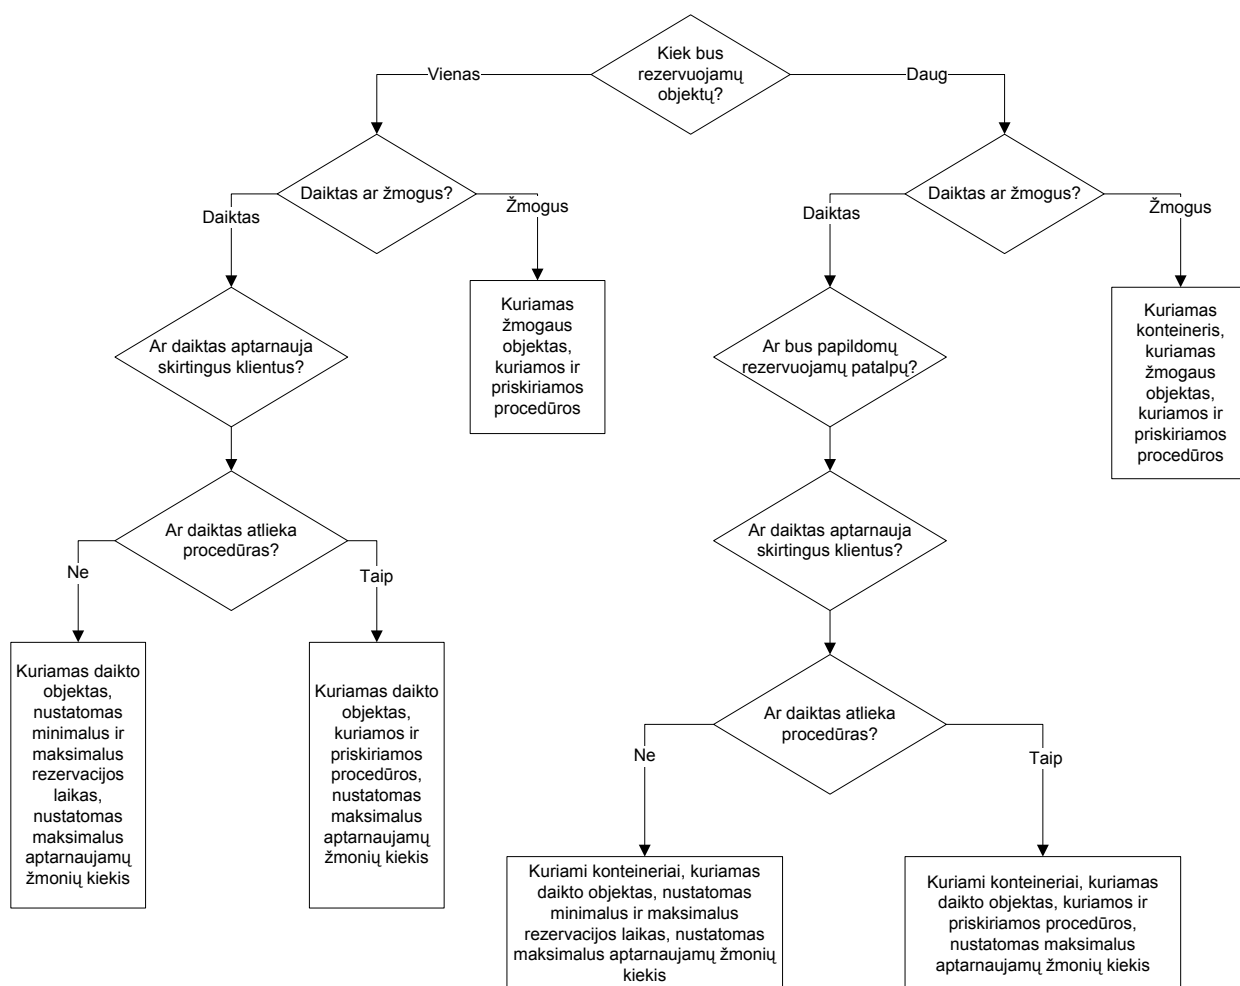 Kiek bus
rezervuojamų
objektų?
Vienas
Daug
Daiktas ar žmogus?
Daiktas
Žmogus
Daiktas ar žmogus?
Daiktas
Žmogus
Ar daiktas aptarnauja
skirtingus klientus?
Kuriamas
žmogaus
objektas,
kuriamos ir
priskiriamos
procedūros
Ar bus papildomų
rezervuojamų patalpų?
Kuriamas
konteineris,
kuriamas
žmogaus
objektas,
kuriamos ir
priskiriamos
procedūros
Ar daiktas atlieka
procedūras?
Ne
Taip
Ar daiktas aptarnauja
skirtingus klientus?
Kuriamas daikto
objektas,
nustatomas
minimalus ir
maksimalus
rezervacijos
laikas,
nustatomas
maksimalus
aptarnaujamų
žmonių kiekis
Kuriamas daikto
objektas,
kuriamos ir
priskiriamos
procedūros,
nustatomas
maksimalus
aptarnaujamų
žmonių kiekis
Ar daiktas atlieka
procedūras?
Ne
Taip
Kuriami konteineriai, kuriamas
daikto objektas, nustatomas
minimalus ir maksimalus
rezervacijos laikas, nustatomas
maksimalus aptarnaujamų žmonių
kiekis
Kuriami konteineriai, kuriamas
daikto objektas, kuriamos ir
priskiriamos procedūros,
nustatomas maksimalus
aptarnaujamų žmonių kiekis